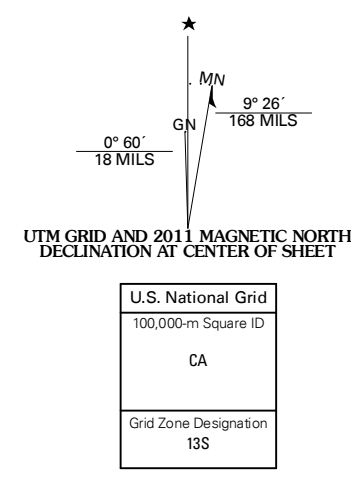 MN
9° 26´
168 MILS
GN
0° 60´
18 MILS
UTM GRID AND 2011 MAGNETIC NORTH
DECLINATION AT CENTER OF SHEET
U.S. National Grid
100,000-m Square ID
CA
Grid Zone Designation
13S